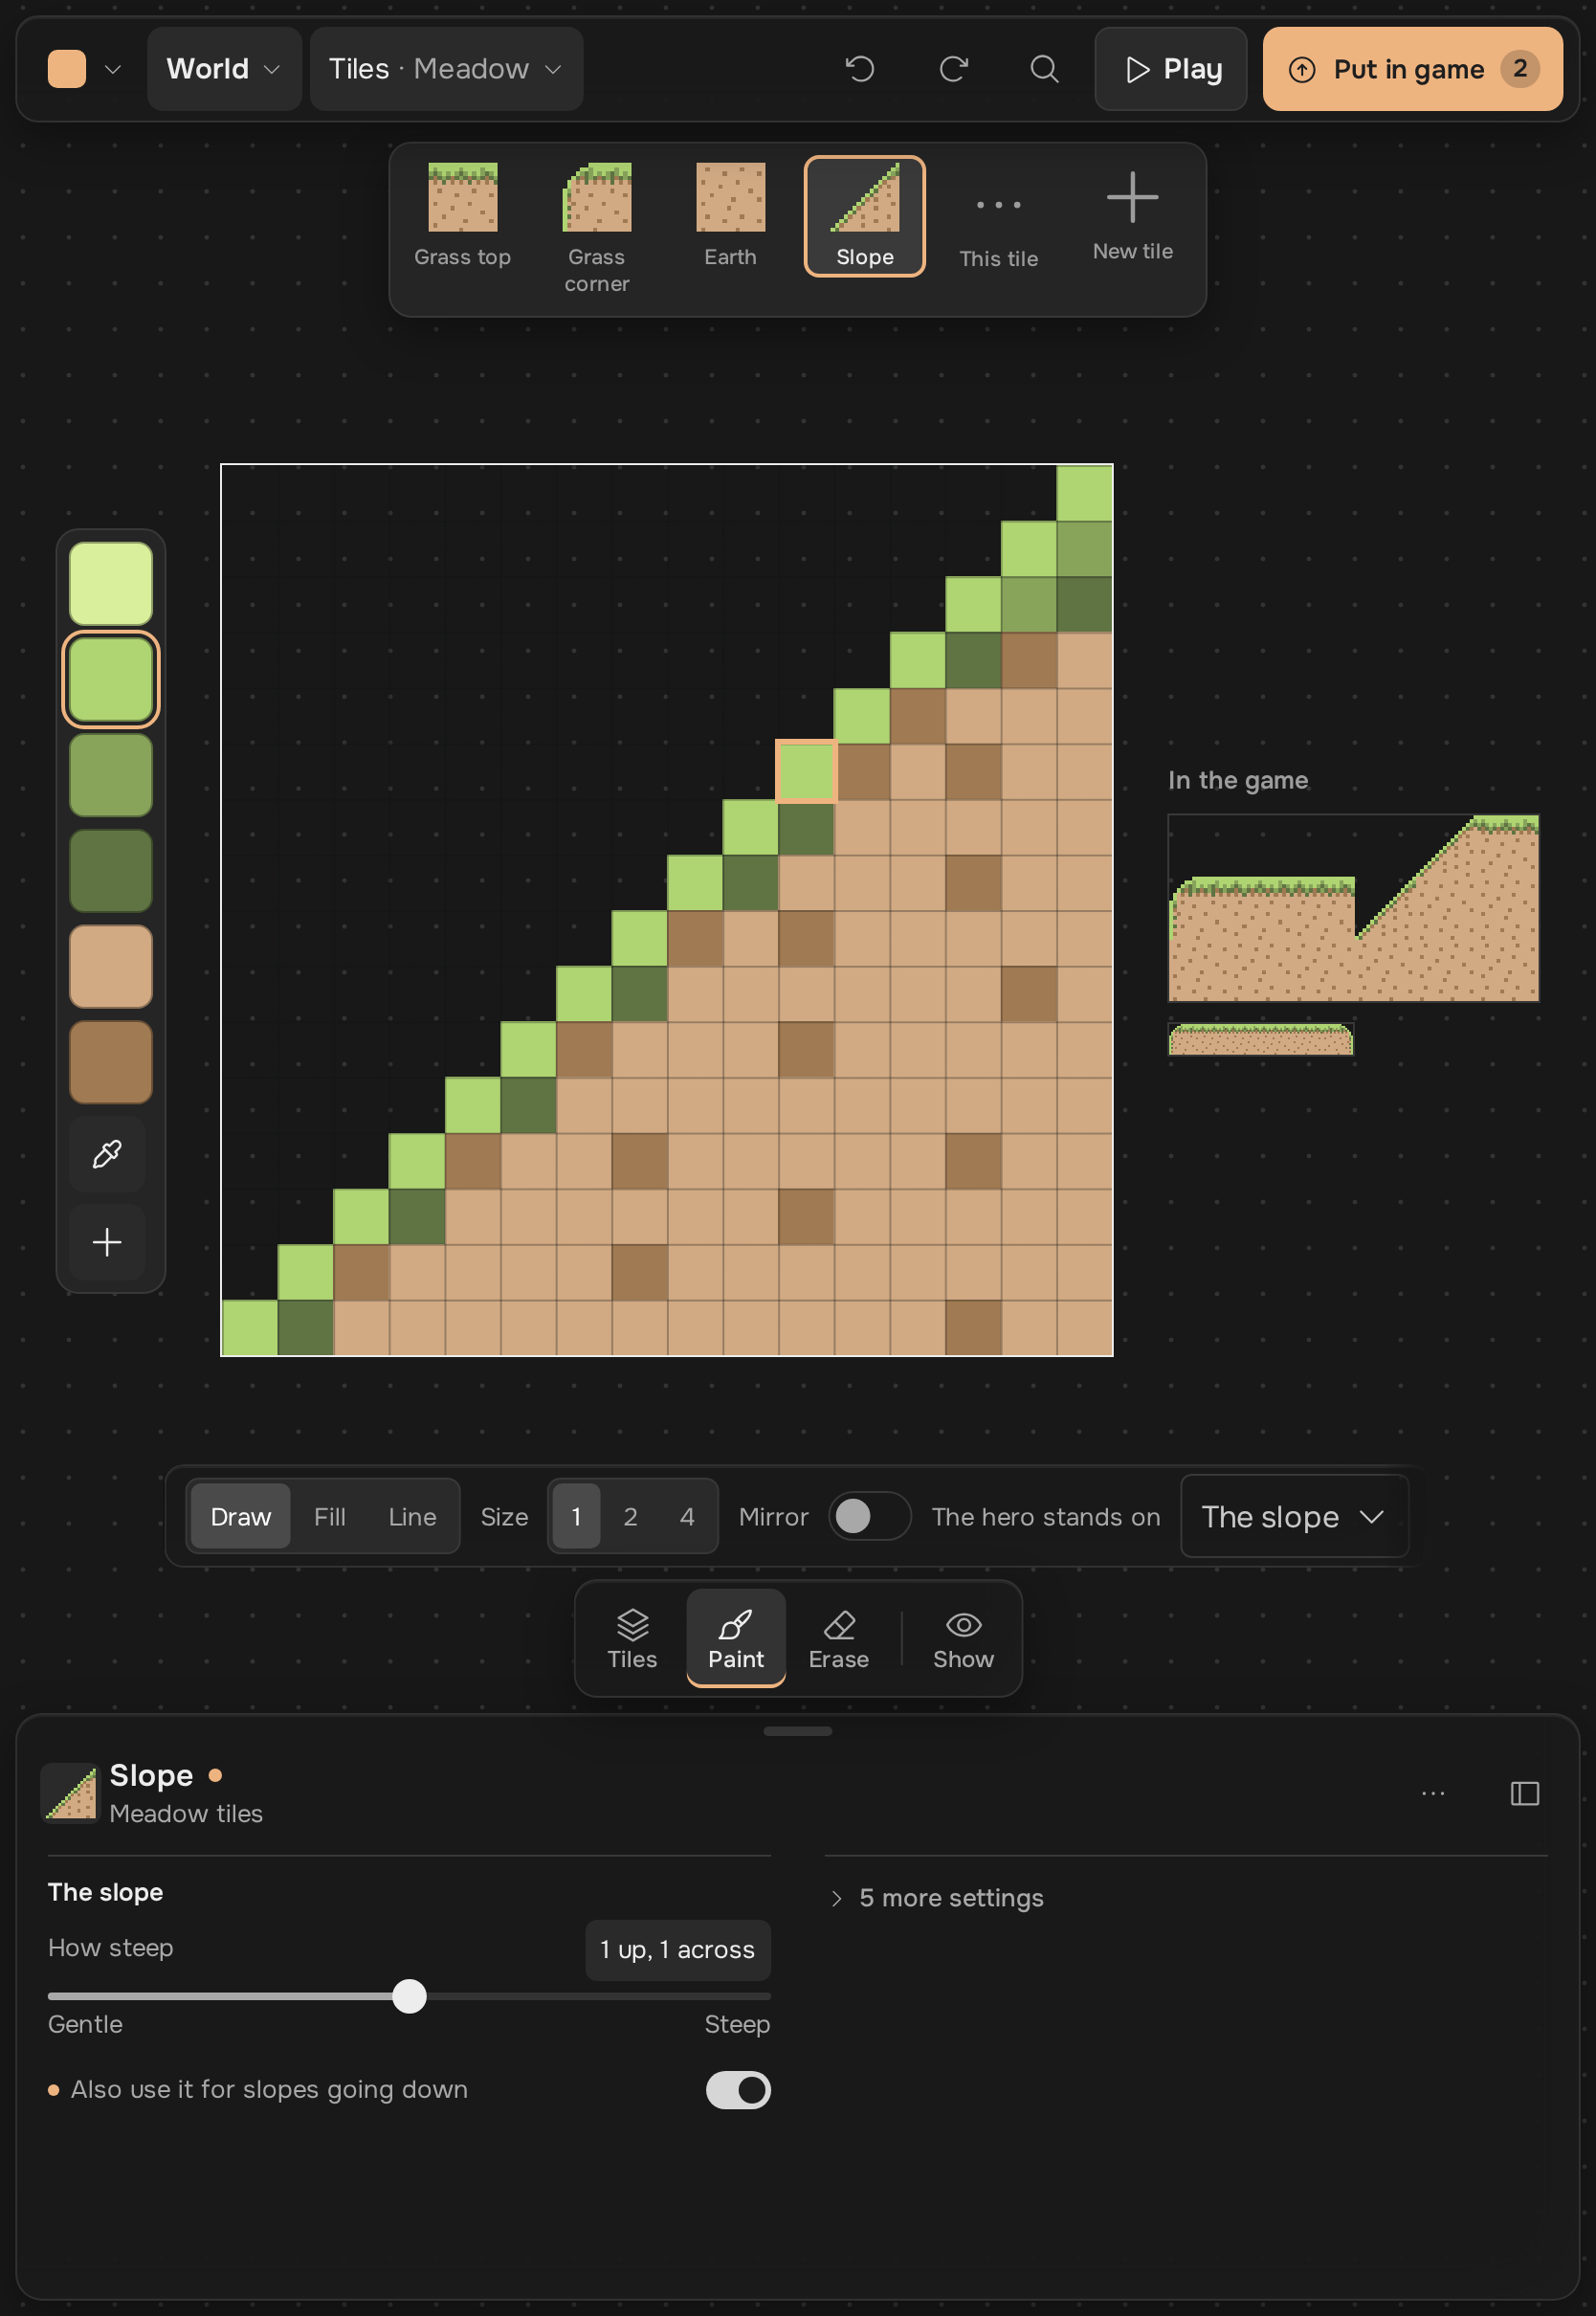 World
Tiles · Meadow
Play
Put in game 2
Grass top
Grass corner
Earth
Slope
This tile
New tile
In the game
Draw Fill Line Size 1 2 4 Mirror The hero stands on The slope
Tiles Paint Erase Show
Slope
Meadow tiles
The slope
5 more settings
How steep
1 up, 1 across
Gentle Steep
Also use it for slopes going down